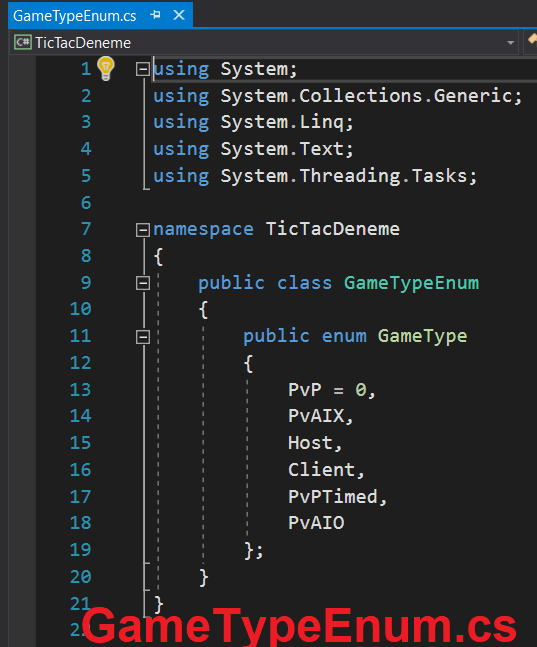 GameTypeEnum.cs
C# TicTacDeneme
1 using System;
2 using System.Collections.Generic;
3 using System.Linq;
4 using System.Text;
5 using System.Threading.Tasks;
6
7 namespace TicTacDeneme
8 {
9 public class GameTypeEnum
10 {
11 public enum GameType
12 {
13 PvP = 0,
14 PvAIX,
15 Host,
16 Client,
17 PvPTimed,
18 PvAIO
19 };
20 }
21 }
GameTypeEnum.cs